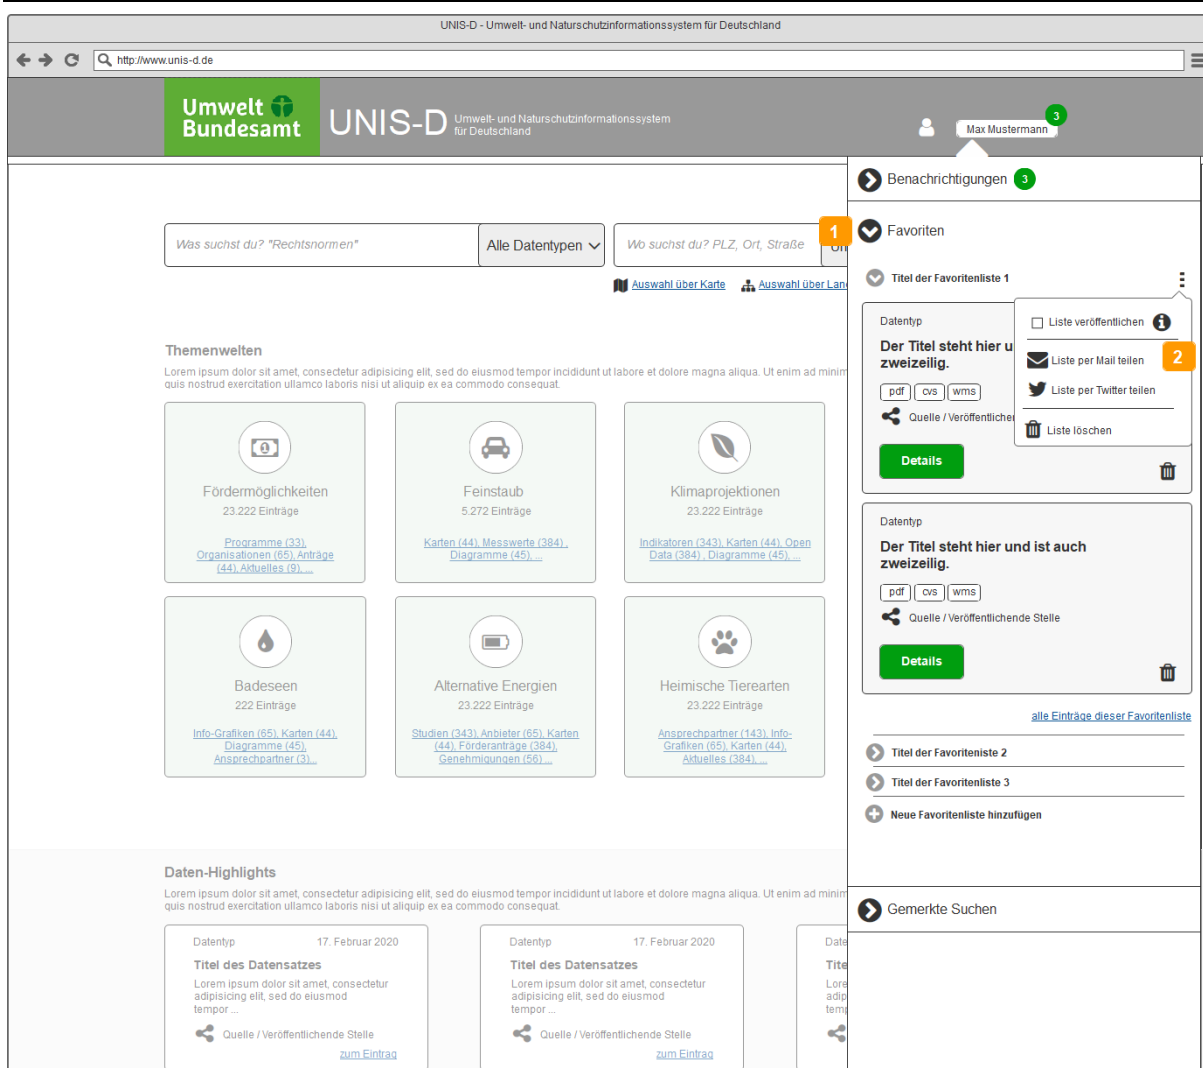 UNIS-D - Umwelt- und Naturschutzinformationssystem für Deutschland
http://www.unis-d.de
Umwelt
Bundesamt
UNIS-D
Umwelt- und Naturschutzinformationssystem
für Deutschland
Max Mustermann
3
Was suchst du? "Rechtsnormen"
Alle Datentypen
Wo suchst du? PLZ, Ort, Straße
Auswahl über Karte
Themenwelten
Lorem ipsum dolor sit amet, consectetur adipisicing elit, sed do eiusmod tempor incididunt ut labore et dolore magna aliqua. Ut enim ad minim
quis nostrud exercitation ullamco laboris nisi ut aliquip ex ea commodo consequat.
Fördermöglichkeiten
23.222 Einträge
Programme (33),
Organisationen (65), Anträge
(44), Aktuelles (9), ...
Feinstaub
5.272 Einträge
Karten (44), Messwerte (384) ,
Diagramme (45), ...
Klimaprojektionen
23.222 Einträge
Indikatoren (343), Karten (44), Open
Data (384) , Diagramme (45), ...
Badeseen
222 Einträge
Info-Grafiken (65), Karten (44),
Diagramme (45),
Ansprechpartner (3)...
Alternative Energien
23.222 Einträge
Studien (343), Anbieter (65), Karten
(44), Förderanträge (384),
Genehmigungen (56) ...
Heimische Tierearten
23.222 Einträge
Ansprechpartner (143), Info-
Grafiken (65), Karten (44),
Aktuelles (384), ...
Daten-Highlights
Lorem ipsum dolor sit amet, consectetur adipisicing elit, sed do eiusmod tempor incididunt ut labore et dolore magna aliqua. Ut enim ad minim
quis nostrud exercitation ullamco laboris nisi ut aliquip ex ea commodo consequat.
Datentyp 17. Februar 2020
Titel des Datensatzes
Lorem ipsum dolor sit amet, consectetur
adipisicing elit, sed do eiusmod
tempor ...
Quelle / Veröffentlichende Stelle
zum Eintrag
Datentyp 17. Februar 2020
Titel des Datensatzes
Lorem ipsum dolor sit amet, consectetur
adipisicing elit, sed do eiusmod
tempor ...
Quelle / Veröffentlichende Stelle
zum Eintrag
Benachrichtigungen 3
1
Favoriten
Titel der Favoritenliste 1
Liste veröffentlichen
Liste per Mail teilen
2
Liste per Twitter teilen
Liste löschen
Datentyp
Der Titel steht hier u
zweizeilig.
pdf cvs wms
Quelle / Veröffentlicher
Details
Datentyp
Der Titel steht hier und ist auch
zweizeilig.
pdf cvs wms
Quelle / Veröffentlichende Stelle
Details
alle Einträge dieser Favoritenliste
Titel der Favoriteniste 2
Titel der Favoritenliste 3
Neue Favoritenliste hinzufügen
Gemerkte Suchen